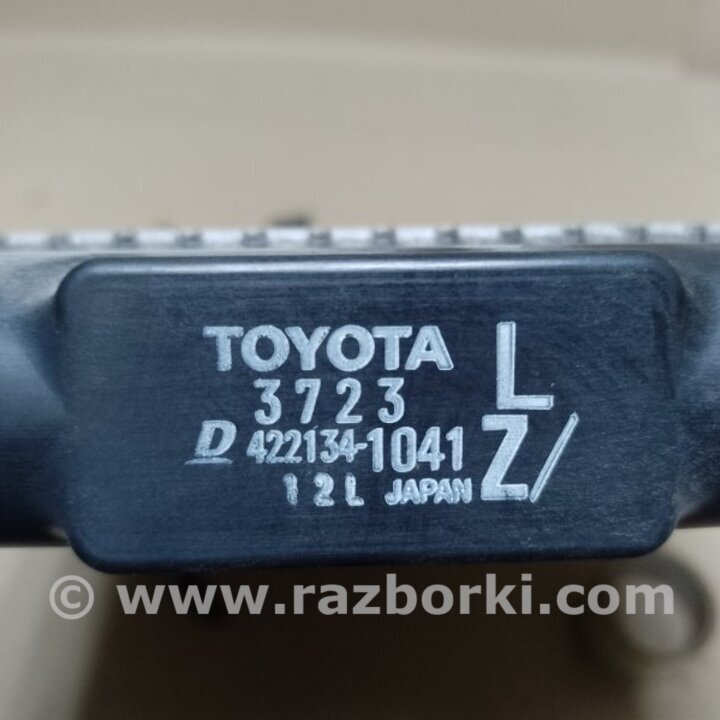 TOYOTA L
3723
D 422134-1041 Z/
12L JAPAN
© www.razborki.com